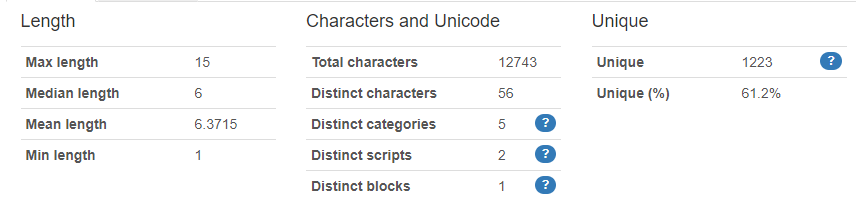 Length
Max length 15
Median length 6
Mean length 6.3715
Min length 1
Characters and Unicode
Total characters 12743
Distinct characters 56
Distinct categories 5 ?
Distinct scripts 2 ?
Distinct blocks 1 ?
Unique
Unique 1223 ?
Unique (%) 61.2%